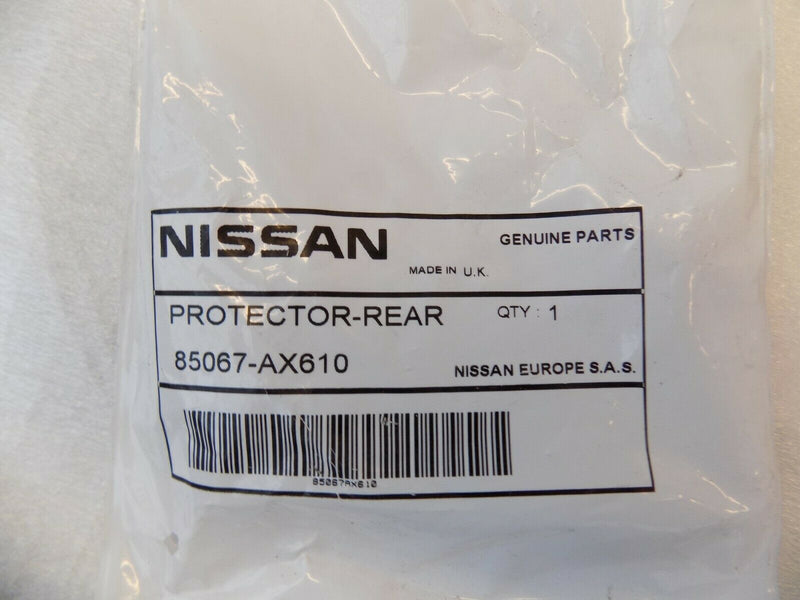 NISSAN GENUINE PARTS
MADE IN U.K.
PROTECTOR-REAR QTY : 1
85067-AX610 NISSAN EUROPE S.A.S.
85067AX610